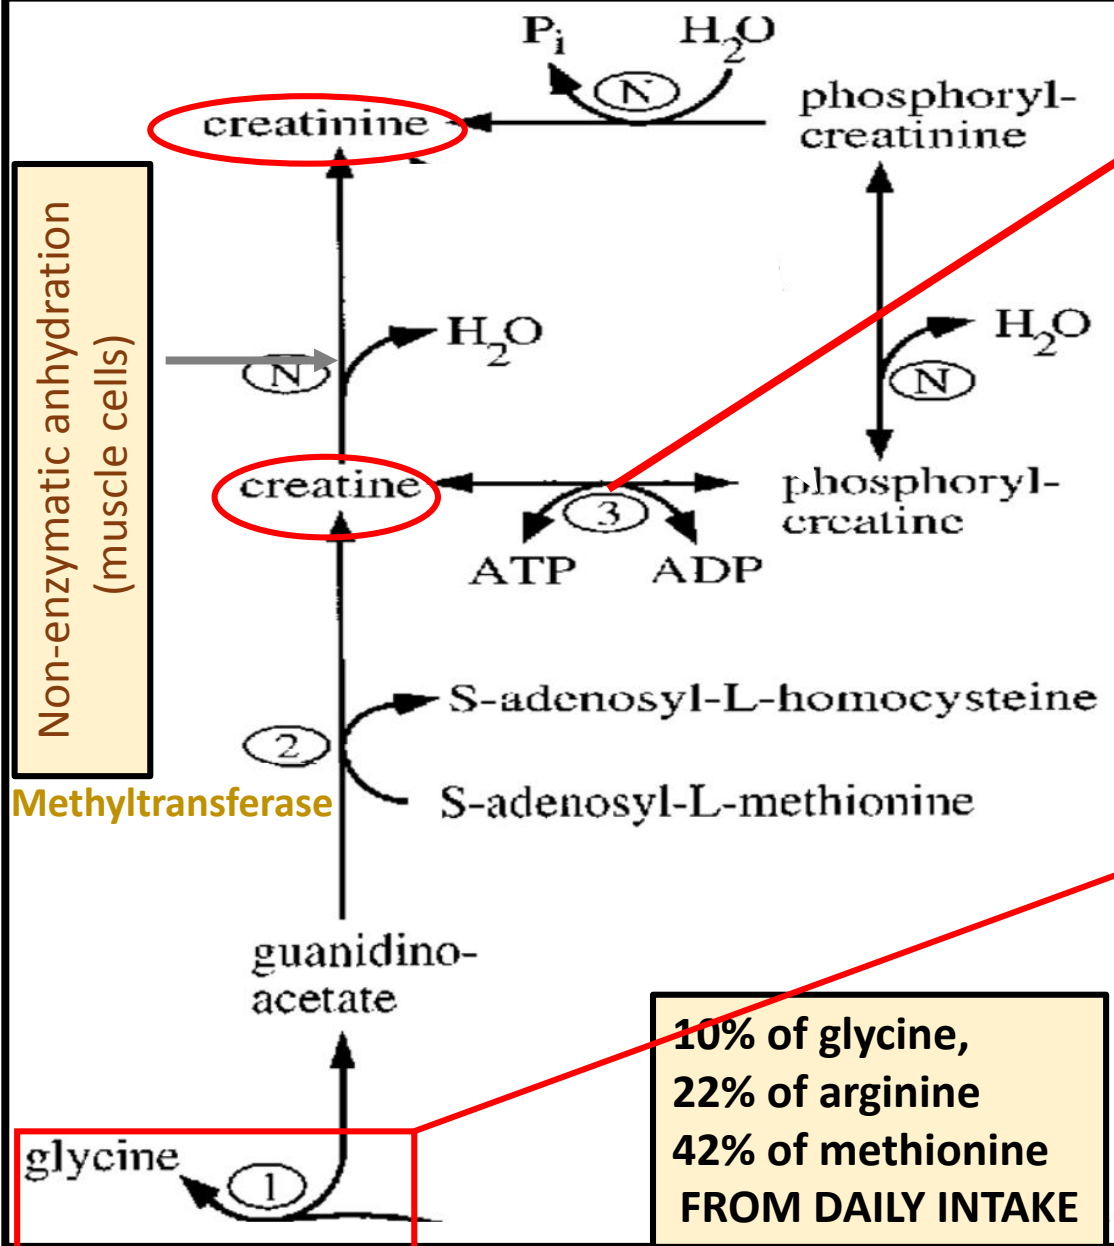 Pi H2O
creatinine
phosphoryl-
creatinine
N
Non-enzymatic anhydration
(muscle cells)
H2O
N
H2O
N
creatine
phosphoryl-
creatine
3
ATP ADP
S-adenosyl-L-homocysteine
2
Methyltransferase
S-adenosyl-L-methionine
guanidino-
acetate
glycine
1
10% of glycine,
22% of arginine
42% of methionine
FROM DAILY INTAKE